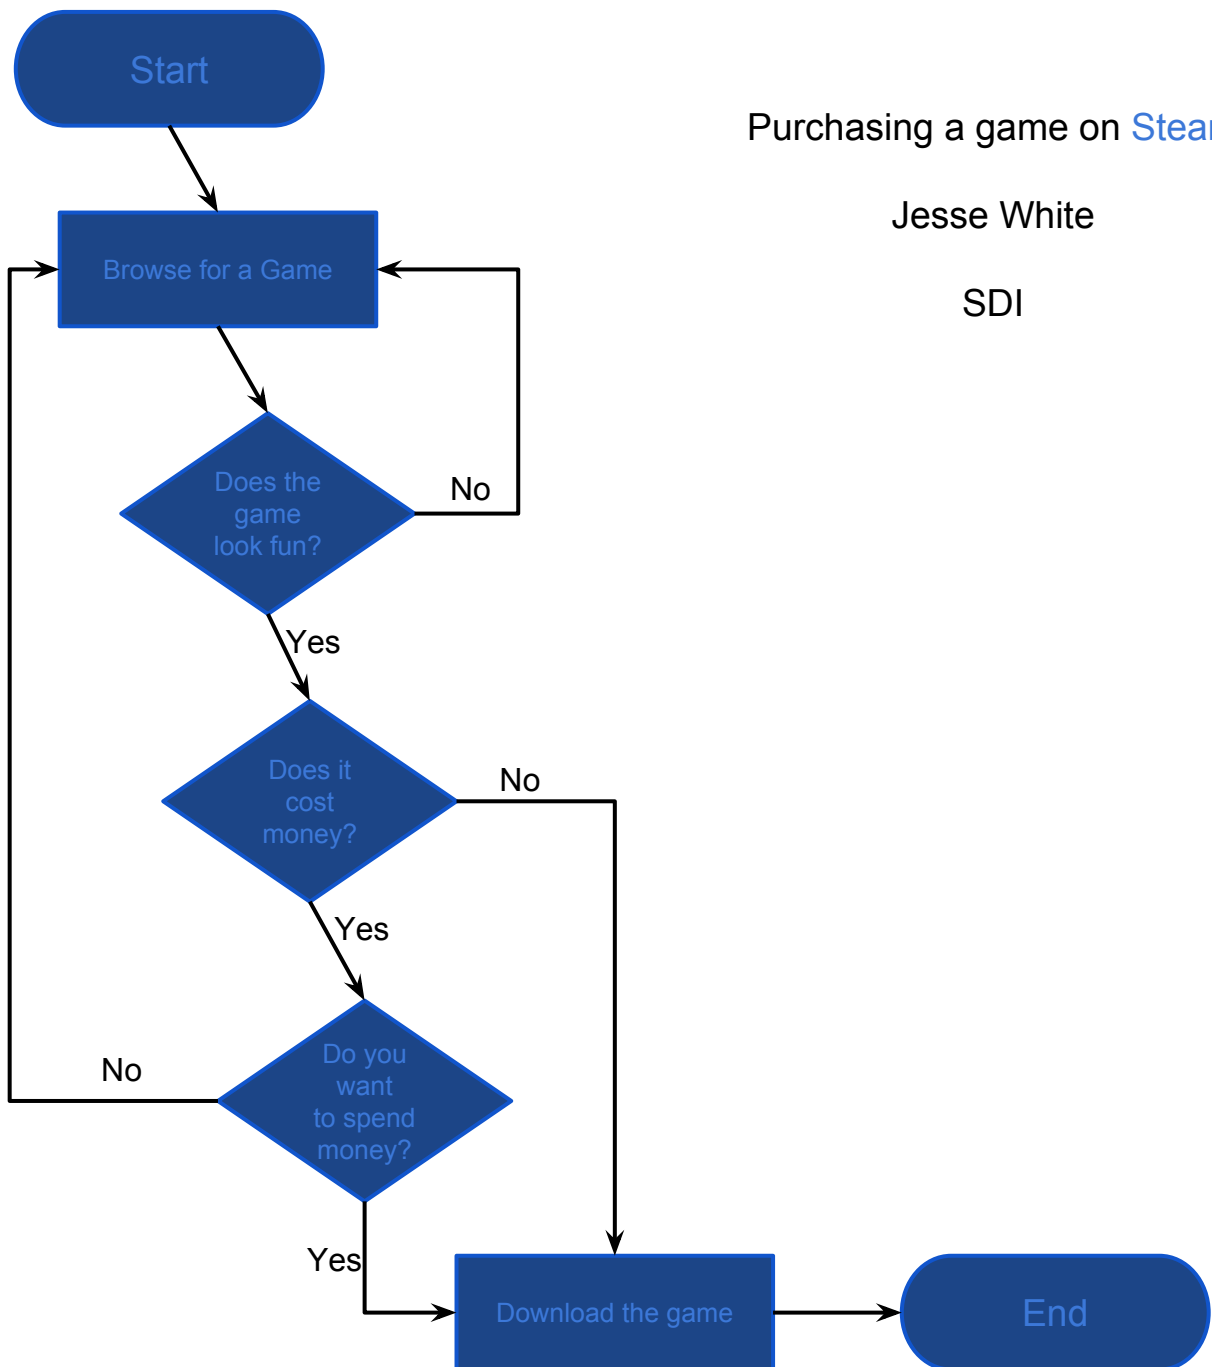 Start
Purchasing a game on
Jesse White
SDI
Browse for a Game
Does the
game
look fun?
No
Yes
Does it
cost
money?
No
Yes
Do you
want
to spend
money?
No
Yes
Download the game
End